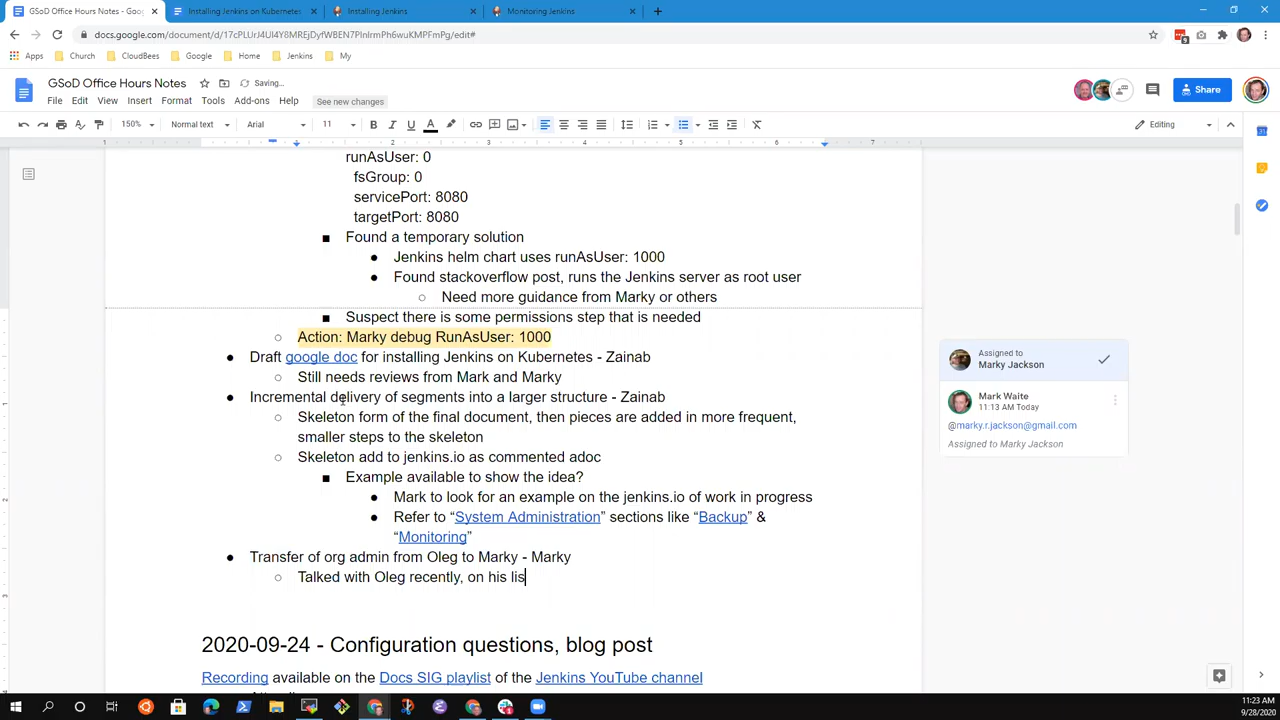 GSoD Office Hours Notes - Goog
Installing Jenkins on Kubernetes
Installing Jenkins
Monitoring Jenkins
Apps
Church
CloudBees
Google
Home
Jenkins
My
GSoD Office Hours Notes
Saving...
File Edit View Insert Format Tools Add-ons Help
See new changes
Share
150%
Normal text
Arial
11
Editing
1 2 3 4 5 6 7
runAsUser: 0
fsGroup: 0
servicePort: 8080
targetPort: 8080
■ Found a temporary solution
● Jenkins helm chart uses runAsUser: 1000
● Found stackoverflow post, runs the Jenkins server as root user
○ Need more guidance from Marky or others
■ Suspect there is some permissions step that is needed
○ Action: Marky debug RunAsUser: 1000
● Draft google doc for installing Jenkins on Kubernetes - Zainab
○ Still needs reviews from Mark and Marky
● Incremental delivery of segments into a larger structure - Zainab
○ Skeleton form of the final document, then pieces are added in more frequent,
smaller steps to the skeleton
○ Skeleton add to jenkins.io as commented adoc
■ Example available to show the idea?
● Mark to look for an example on the jenkins.io of work in progress
● Refer to “System Administration” sections like “Backup” &
“Monitoring”
● Transfer of org admin from Oleg to Marky - Marky
○ Talked with Oleg recently, on his lis
2020-09-24 - Configuration questions, blog post
Recording available on the Docs SIG playlist of the Jenkins YouTube channel
Assigned to
Marky Jackson
Mark Waite
11:13 AM Today
@marky.r.jackson@gmail.com
Assigned to Marky Jackson
11:23 AM
9/28/2020